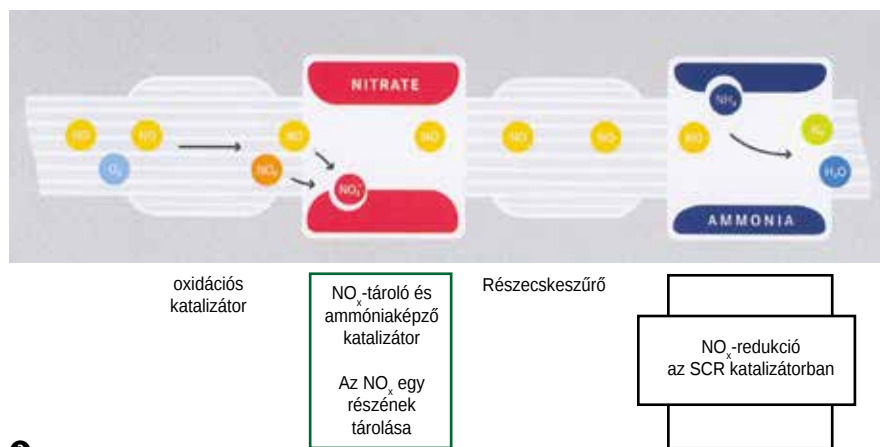 NITRATE
NH₃
NO NO NO NO NO NO NO N₂
O₂ NO₂ NO₃⁻ H₂O
AMMONIA
oxidációs
katalizátor
NOₓ-tároló és
ammóniaképző
katalizátor
Az NOₓ egy
részének
tárolása
Részecskeszűrő
NOₓ-redukció
az SCR katalizátorban